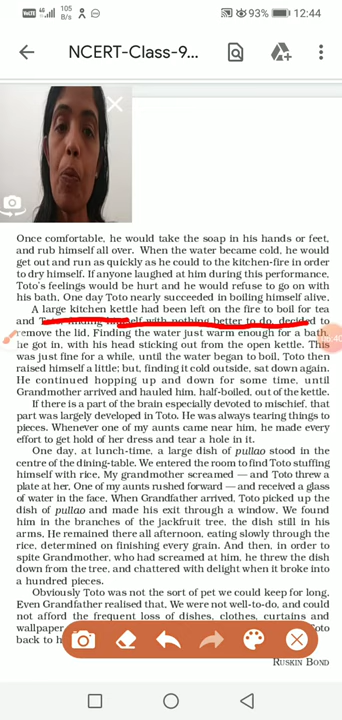 VoLTE 4G 105 B/s 93% 12:44
NCERT-Class-9...
Once comfortable, he would take the soap in his hands or feet,
and rub himself all over. When the water became cold, he would
get out and run as quickly as he could to the kitchen-fire in order
to dry himself. If anyone laughed at him during this performance,
Toto's feelings would be hurt and he would refuse to go on with
his bath. One day Toto nearly succeeded in boiling himself alive.
A large kitchen kettle had been left on the fire to boil for tea
and Toto, finding himself with nothing better to do, decided to
remove the lid. Finding the water just warm enough for a bath,
he got in, with his head sticking out from the open kettle. This
was just fine for a while, until the water began to boil. Toto then
raised himself a little; but, finding it cold outside, sat down again.
He continued hopping up and down for some time, until
Grandmother arrived and hauled him, half-boiled, out of the kettle.
If there is a part of the brain especially devoted to mischief, that
part was largely developed in Toto. He was always tearing things to
pieces. Whenever one of my aunts came near him, he made every
effort to get hold of her dress and tear a hole in it.
One day, at lunch-time, a large dish of pullao stood in the
centre of the dining-table. We entered the room to find Toto stuffing
himself with rice. My grandmother screamed — and Toto threw a
plate at her. One of my aunts rushed forward — and received a glass
of water in the face. When Grandfather arrived, Toto picked up the
dish of pullao and made his exit through a window. We found
him in the branches of the jackfruit tree, the dish still in his
arms. He remained there all afternoon, eating slowly through the
rice, determined on finishing every grain. And then, in order to
spite Grandmother, who had screamed at him, he threw the dish
down from the tree, and chattered with delight when it broke into
a hundred pieces.
Obviously Toto was not the sort of pet we could keep for long.
Even Grandfather realised that. We were not well-to-do, and could
not afford the frequent loss of dishes, clothes, curtains and
wallpaper
back to
RUSKIN BOND